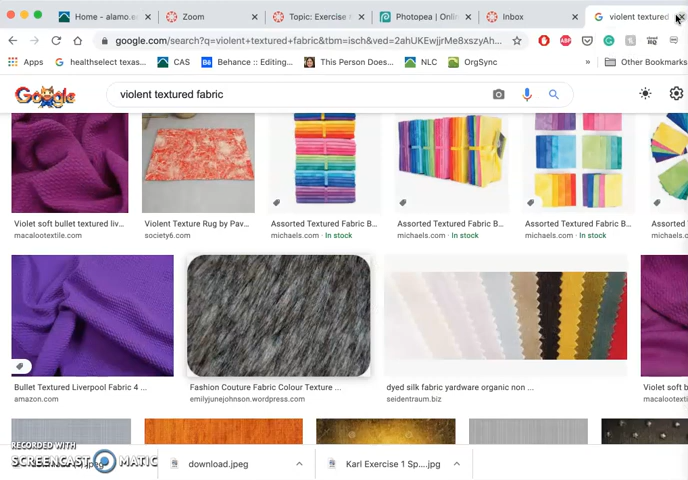 Home - alamo.e
Zoom
Topic: Exercise
Photopea | Onli
Inbox
violent textured
google.com/search?q=violent+textured+fabric&tbm=isch&ved=2ahUKEwjjrMe8xszyAh...
ABP
Apps
healthselect texas...
CAS
Behance :: Editing...
This Person Does...
NLC
OrgSync
»
Other Bookmarks
Google
violent textured fabric
Violet soft bullet textured liv...
macalootextile.com
Violent Texture Rug by Pav...
society6.com
Assorted Textured Fabric B...
michaels.com · In stock
Assorted Textured Fabric B...
michaels.com · In stock
Assorted Textured Fabric B...
michaels.com · In stock
Assorted
michaels.c
Bullet Textured Liverpool Fabric 4 ...
amazon.com
Fashion Couture Fabric Colour Texture ...
emilyjunejohnson.wordpress.com
dyed silk fabric yardware organic non ...
seidentraum.biz
Violet soft b
macalootexti
RECORDED WITH
SCREENCAST MATIC
download.jpeg
Karl Exercise 1 Sp....jpg